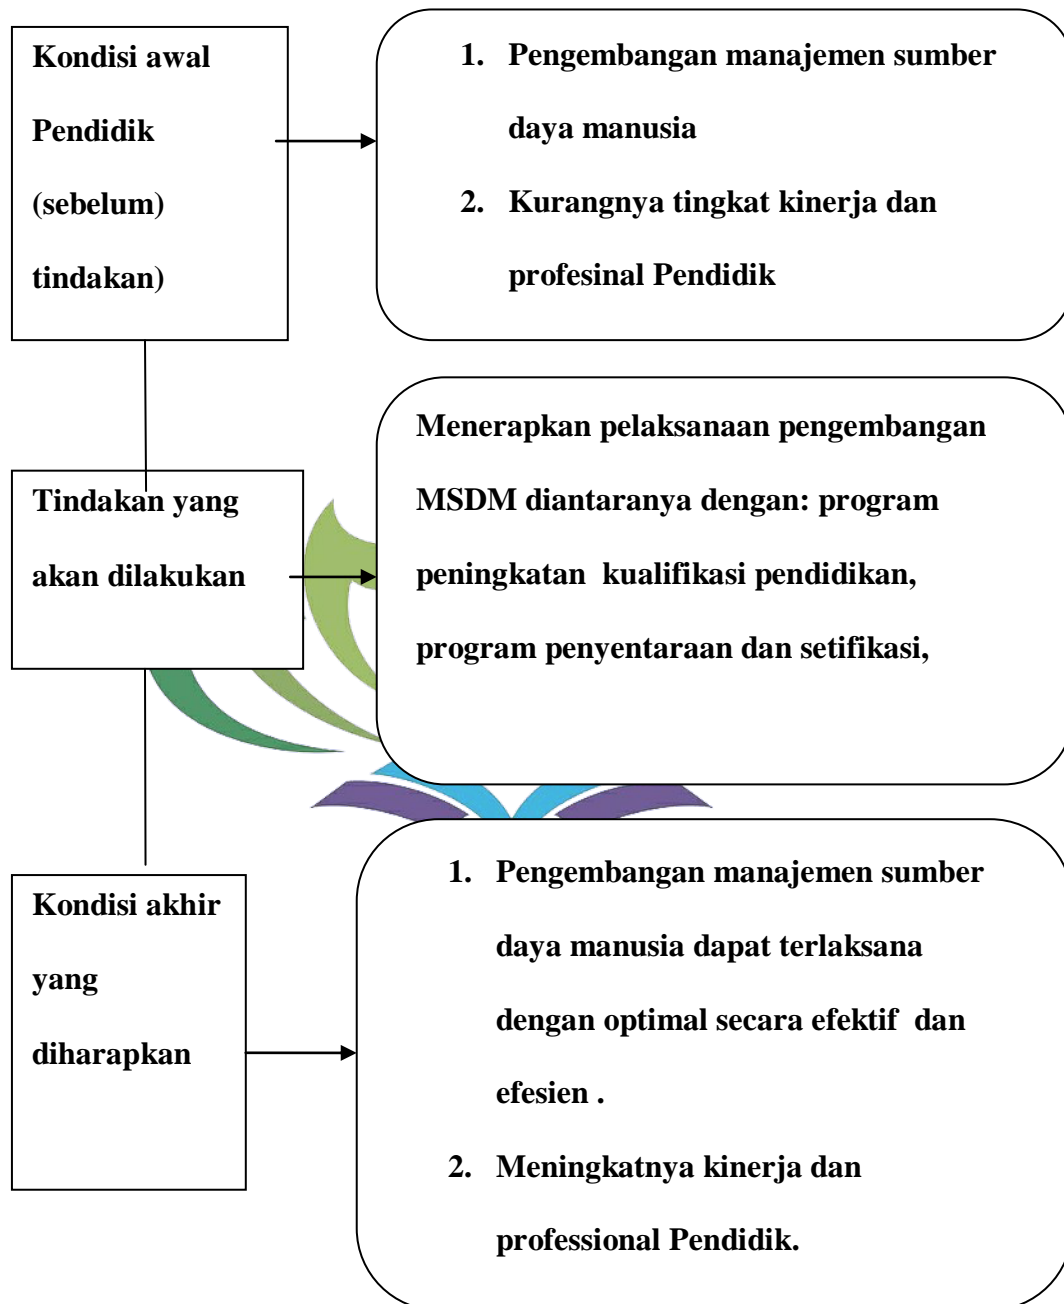 Kondisi awal
Pendidik
(sebelum)
tindakan)
1. Pengembangan manajemen sumber
daya manusia
2. Kurangnya tingkat kinerja dan
profesinal Pendidik
Tindakan yang
akan dilakukan
Menerapkan pelaksanaan pengembangan
MSDM diantaranya dengan: program
peningkatan kualifikasi pendidikan,
program penyentaraan dan setifikasi,
Kondisi akhir
yang
diharapkan
1. Pengembangan manajemen sumber
daya manusia dapat terlaksana
dengan optimal secara efektif dan
efesien .
2. Meningkatnya kinerja dan
professional Pendidik.